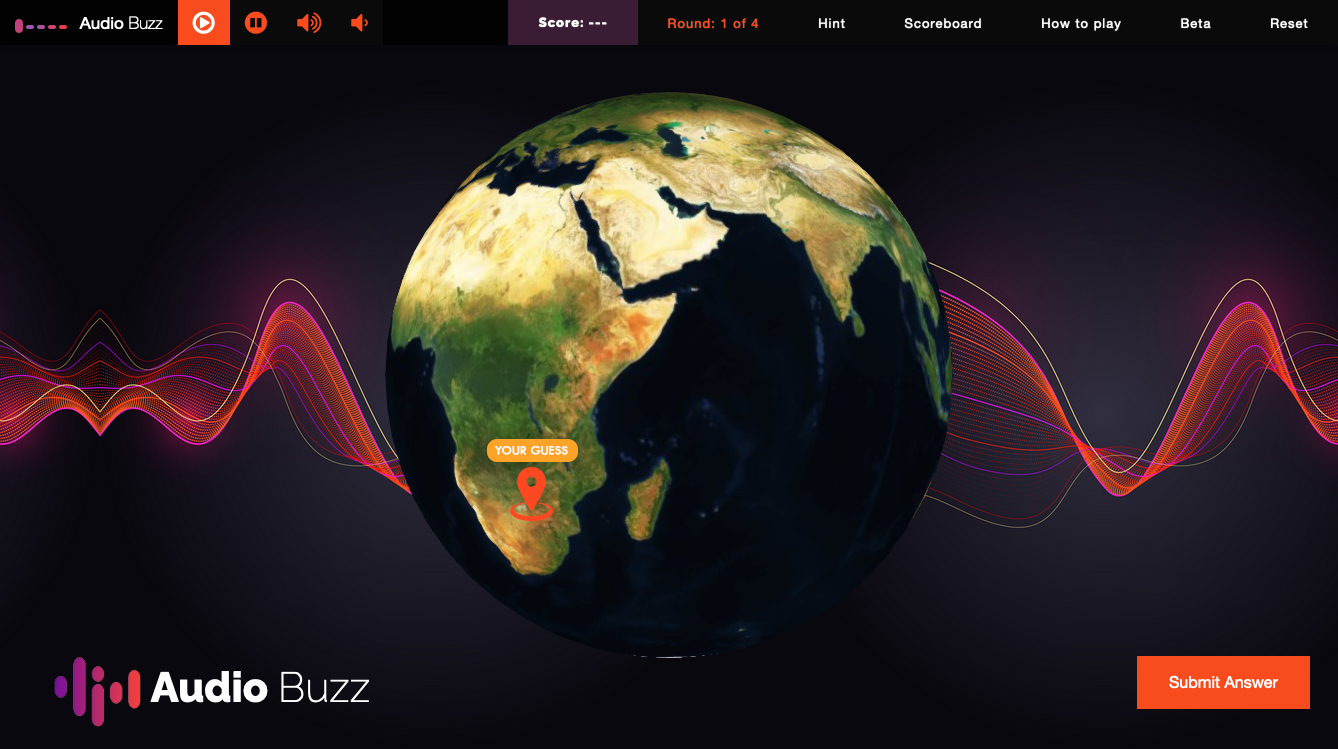 Audio Buzz
Score: ---
Round: 1 of 4
Hint
Scoreboard
How to play
Beta
Reset
YOUR GUESS
Audio Buzz
Submit Answer